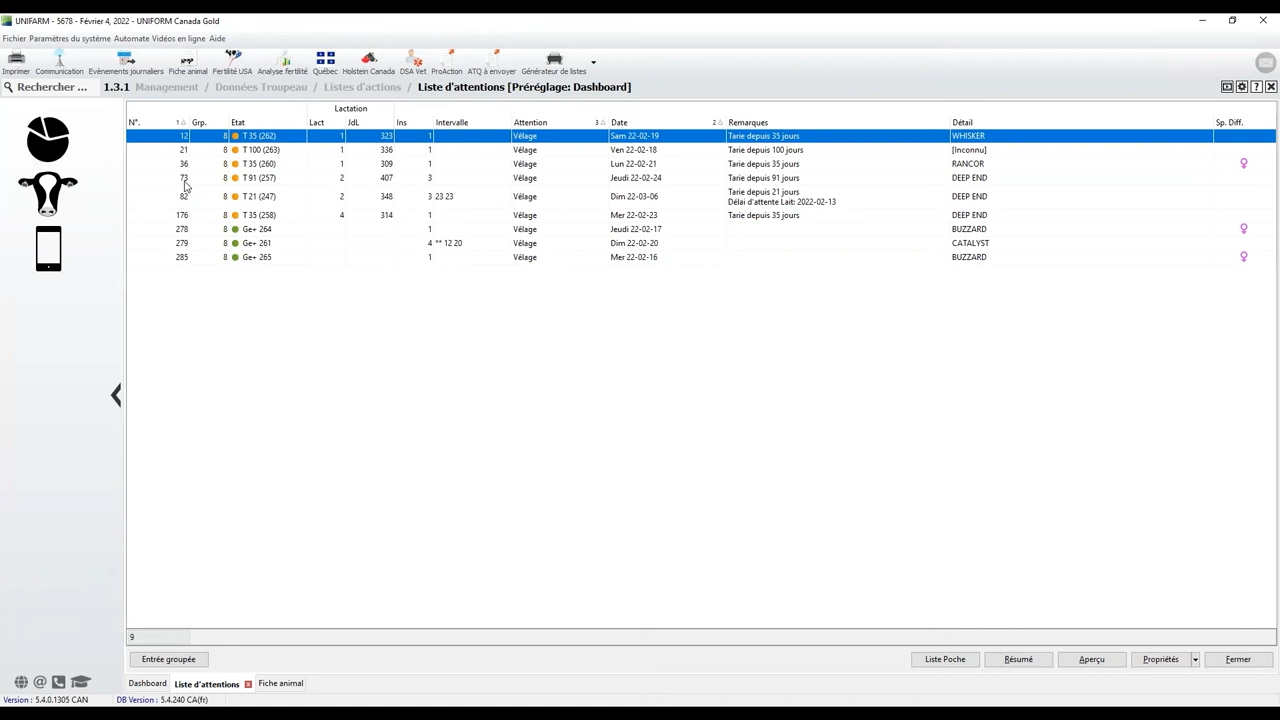 UNIFARM - 5678 - Février 4, 2022 - UNIFORM Canada Gold
Fichier Paramètres du système Automate Vidéos en ligne Aide
Imprimer Communication Evènements journaliers Fiche animal Fertilité USA Analyse fertilité Québec Holstein Canada DSA Vet ProAction ATQ à envoyer Générateur de listes
Rechercher ... 1.3.1 Management / Données Troupeau / Listes d'actions / Liste d'attentions [Préréglage: Dashboard]
Lactation
N°. 1 Grp. Etat Lact JdL Ins Intervalle Attention 3 Date 2 Remarques Détail Sp. Diff.
12 8 T 35 (262) 1 323 1 Vêlage Sam 22-02-19 Tarie depuis 35 jours WHISKER
21 8 T 100 (263) 1 336 1 Vêlage Ven 22-02-18 Tarie depuis 100 jours [Inconnu]
36 8 T 35 (260) 1 309 1 Vêlage Lun 22-02-21 Tarie depuis 35 jours RANCOR ♀
73 8 T 91 (257) 2 407 3 Vêlage Jeudi 22-02-24 Tarie depuis 91 jours DEEP END
82 8 T 21 (247) 2 348 3 23 23 Vêlage Dim 22-03-06 Tarie depuis 21 jours DEEP END
Délai d'attente Lait: 2022-02-13
176 8 T 35 (258) 4 314 1 Vêlage Mer 22-02-23 Tarie depuis 35 jours DEEP END
278 8 Ge+ 264 1 Vêlage Jeudi 22-02-17 BUZZARD ♀
279 8 Ge+ 261 4 ** 12 20 Vêlage Dim 22-02-20 CATALYST
285 8 Ge+ 265 1 Vêlage Mer 22-02-16 BUZZARD ♀
9
Entrée groupée Liste Poche Résumé Aperçu Propriétés Fermer
Dashboard Liste d'attentions Fiche animal
Version : 5.4.0.1305 CAN DB Version : 5.4.240 CA(fr)